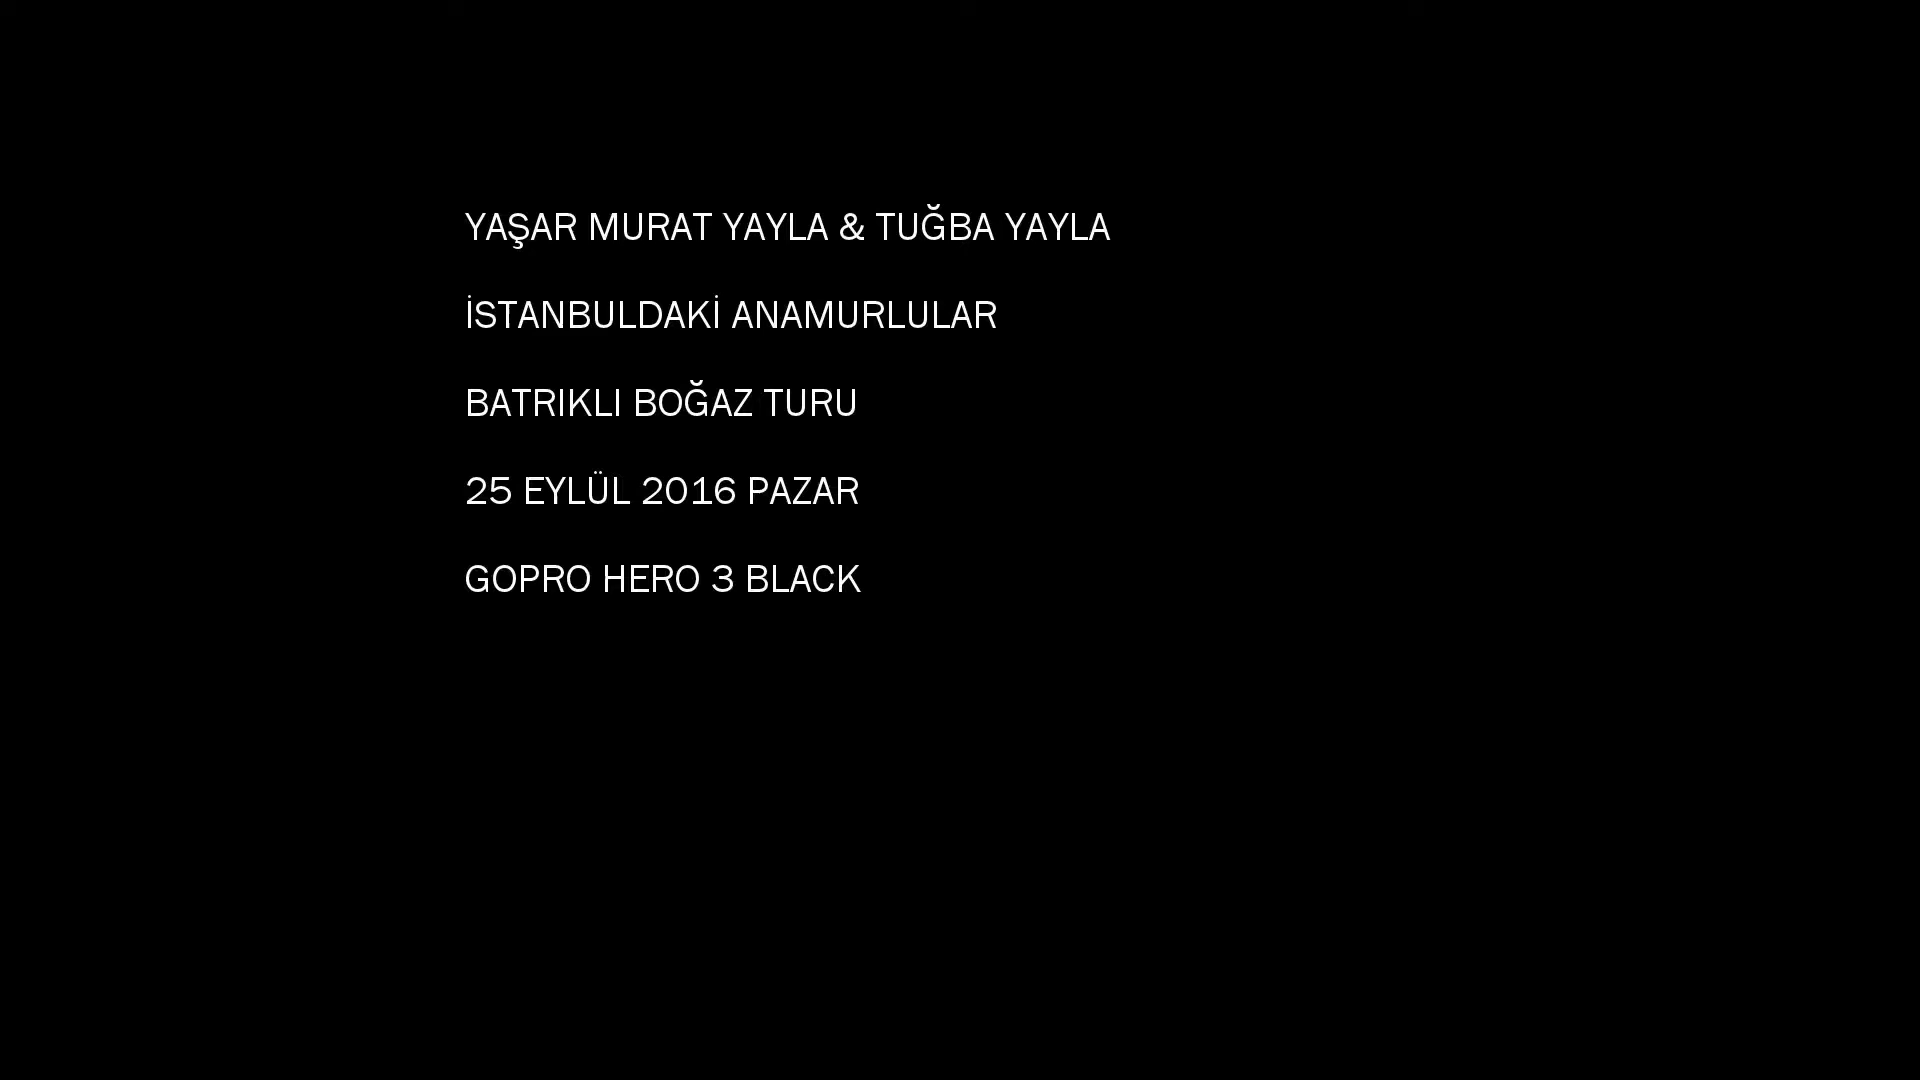 YAŞAR MURAT YAYLA & TUĞBA YAYLA
İSTANBULDAKİ ANAMURLULAR
BATRIKLI BOĞAZ TURU
25 EYLÜL 2016 PAZAR
GOPRO HERO 3 BLACK